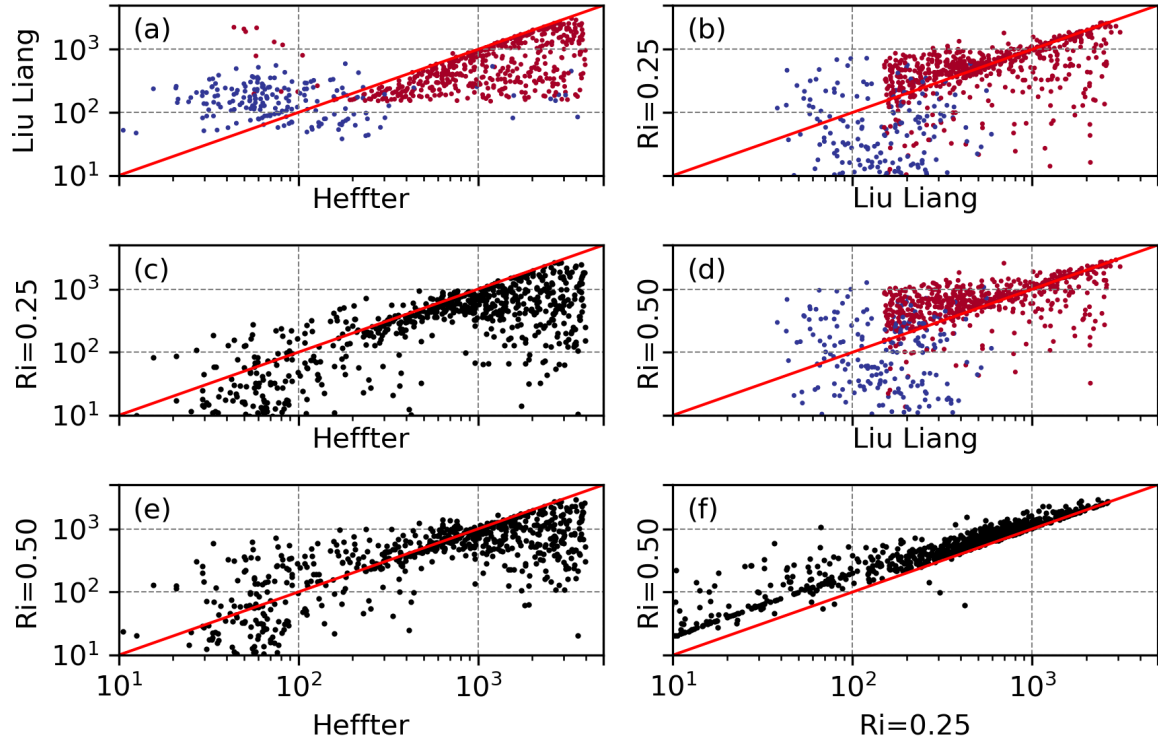 (a)
Liu Liang
10³
10²
10¹
Heffter
(b)
Ri=0.25
Liu Liang
(c)
Ri=0.25
10³
10²
10¹
Heffter
(d)
Ri=0.50
Liu Liang
(e)
Ri=0.50
10³
10²
10¹
10¹ 10² 10³
Heffter
(f)
Ri=0.50
10¹ 10² 10³
Ri=0.25